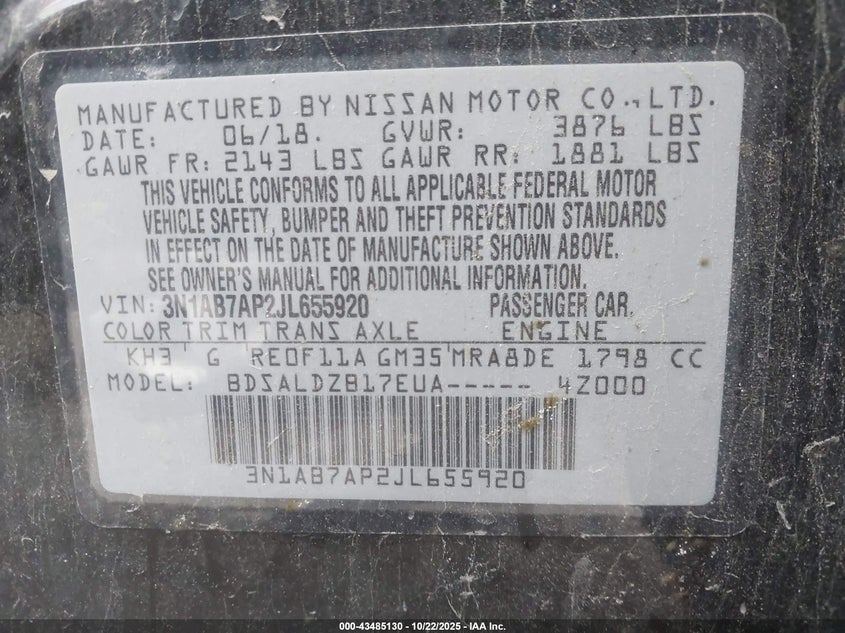 MANUFACTURED BY NISSAN MOTOR CO., LTD.
DATE: 06/18. GVWR: 3876 LBS
GAWR FR: 2143 LBS GAWR RR: 1881 LBS
THIS VEHICLE CONFORMS TO ALL APPLICABLE FEDERAL MOTOR
VEHICLE SAFETY, BUMPER AND THEFT PREVENTION STANDARDS
IN EFFECT ON THE DATE OF MANUFACTURE SHOWN ABOVE.
SEE OWNER'S MANUAL FOR ADDITIONAL INFORMATION.
VIN: 3N1AB7AP2JL655920 PASSENGER CAR.
COLOR TRIM TRANS AXLE ENGINE
KH3 G RE0F11A GM35 MRA8DE 1798 CC
MODEL: BDSALDZB17EUA----- 4Z000
3N1AB7AP2JL655920
000-43485130 - 10/22/2025 - IAA Inc.